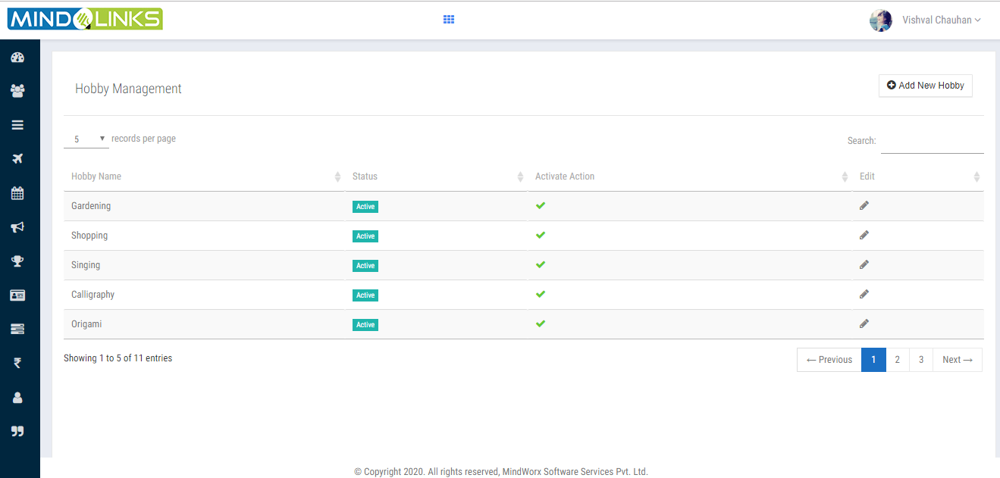 MINDLINKS
Vishval Chauhan
Hobby Management
Add New Hobby
5 records per page
Search:
Hobby Name Status Activate Action Edit
Gardening Active
Shopping Active
Singing Active
Calligraphy Active
Origami Active
Showing 1 to 5 of 11 entries
← Previous 1 2 3 Next →
© Copyright 2020. All rights reserved, MindWorx Software Services Pvt. Ltd.